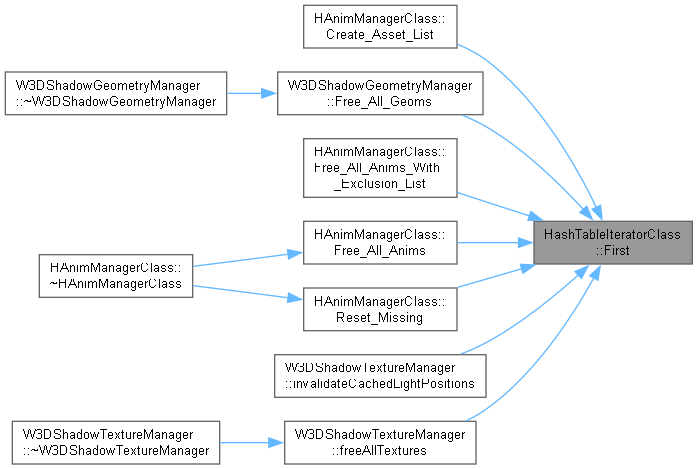 HAnimManagerClass::
Create_Asset_List
W3DShadowGeometryManager
::~W3DShadowGeometryManager
W3DShadowGeometryManager
::Free_All_Geoms
HAnimManagerClass::
Free_All_Anims_With
_Exclusion_List
HashTableIteratorClass
::First
HAnimManagerClass::
Free_All_Anims
HAnimManagerClass::
~HAnimManagerClass
HAnimManagerClass::
Reset_Missing
W3DShadowTextureManager
::invalidateCachedLightPositions
W3DShadowTextureManager
::~W3DShadowTextureManager
W3DShadowTextureManager
::freeAllTextures